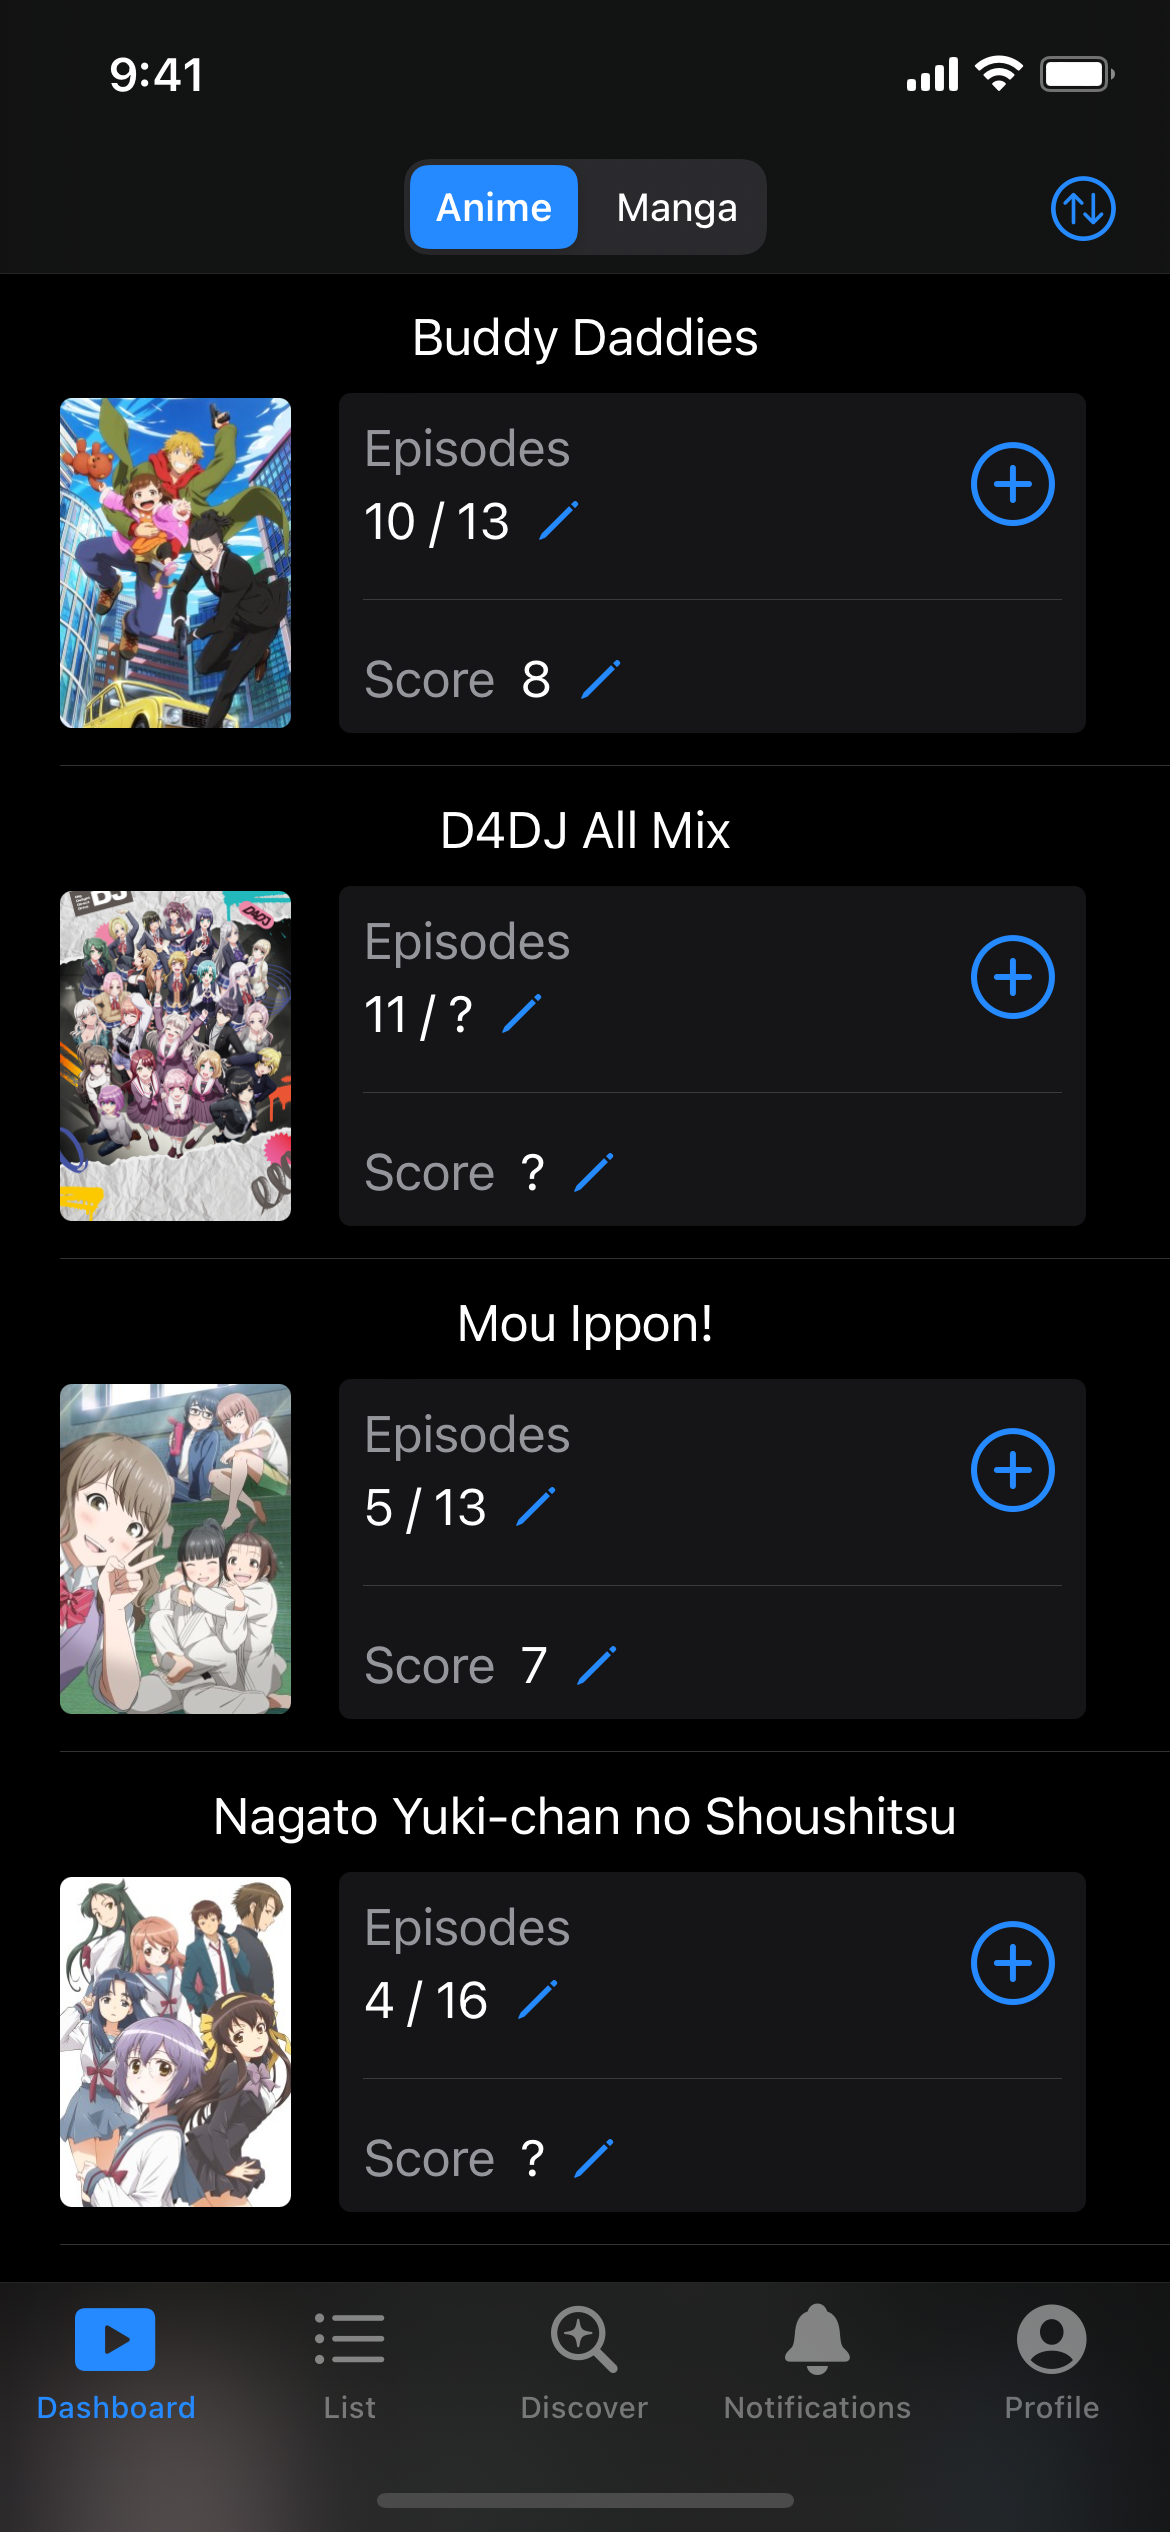 9:41
Anime Manga
Buddy Daddies
Episodes
10 / 13
Score 8
D4DJ All Mix
DJ
D4DJ
Episodes
11 / ?
Score ?
Mou Ippon!
Episodes
5 / 13
Score 7
Nagato Yuki-chan no Shoushitsu
Episodes
4 / 16
Score ?
Dashboard List Discover Notifications Profile